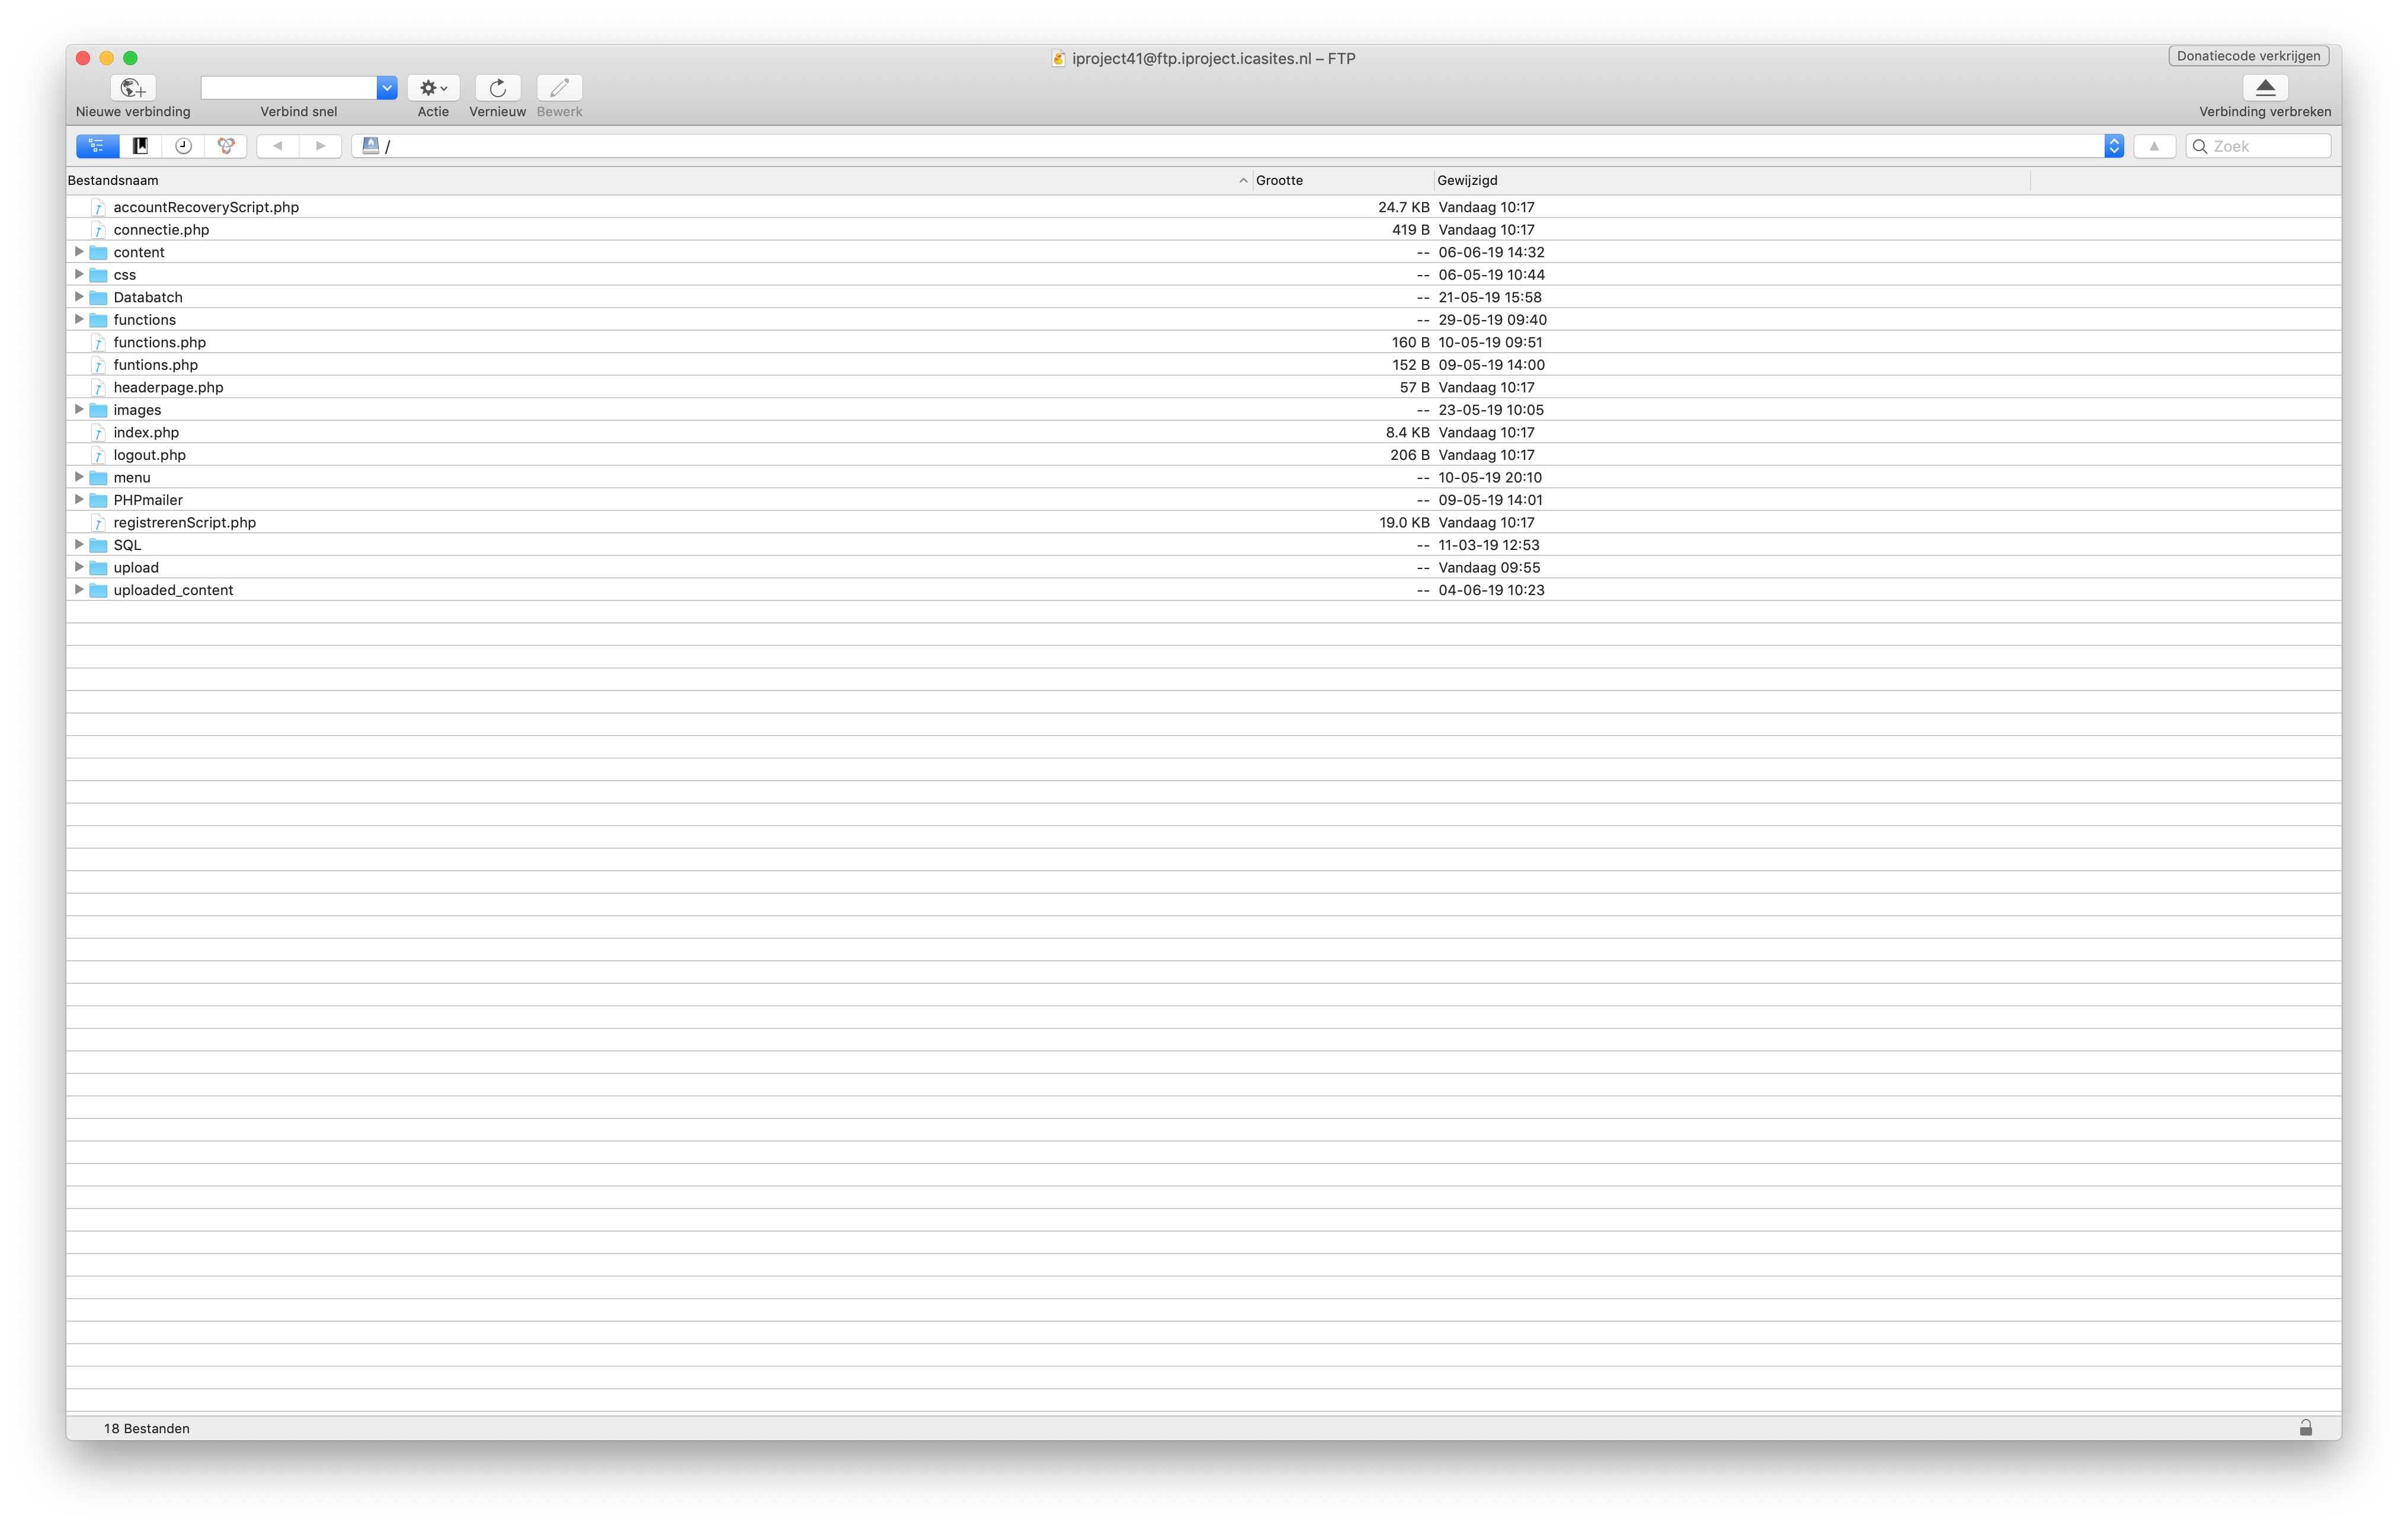 iproject41@ftp.iproject.icasites.nl – FTP
Donatiecode verkrijgen
Nieuwe verbinding Verbind snel Actie Vernieuw Bewerk Verbinding verbreken
/ Zoek
Bestandsnaam Grootte Gewijzigd
accountRecoveryScript.php 24.7 KB Vandaag 10:17
connectie.php 419 B Vandaag 10:17
content -- 06-06-19 14:32
css -- 06-05-19 10:44
Databatch -- 21-05-19 15:58
functions -- 29-05-19 09:40
functions.php 160 B 10-05-19 09:51
funtions.php 152 B 09-05-19 14:00
headerpage.php 57 B Vandaag 10:17
images -- 23-05-19 10:05
index.php 8.4 KB Vandaag 10:17
logout.php 206 B Vandaag 10:17
menu -- 10-05-19 20:10
PHPmailer -- 09-05-19 14:01
registrerenScript.php 19.0 KB Vandaag 10:17
SQL -- 11-03-19 12:53
upload -- Vandaag 09:55
uploaded_content -- 04-06-19 10:23
18 Bestanden